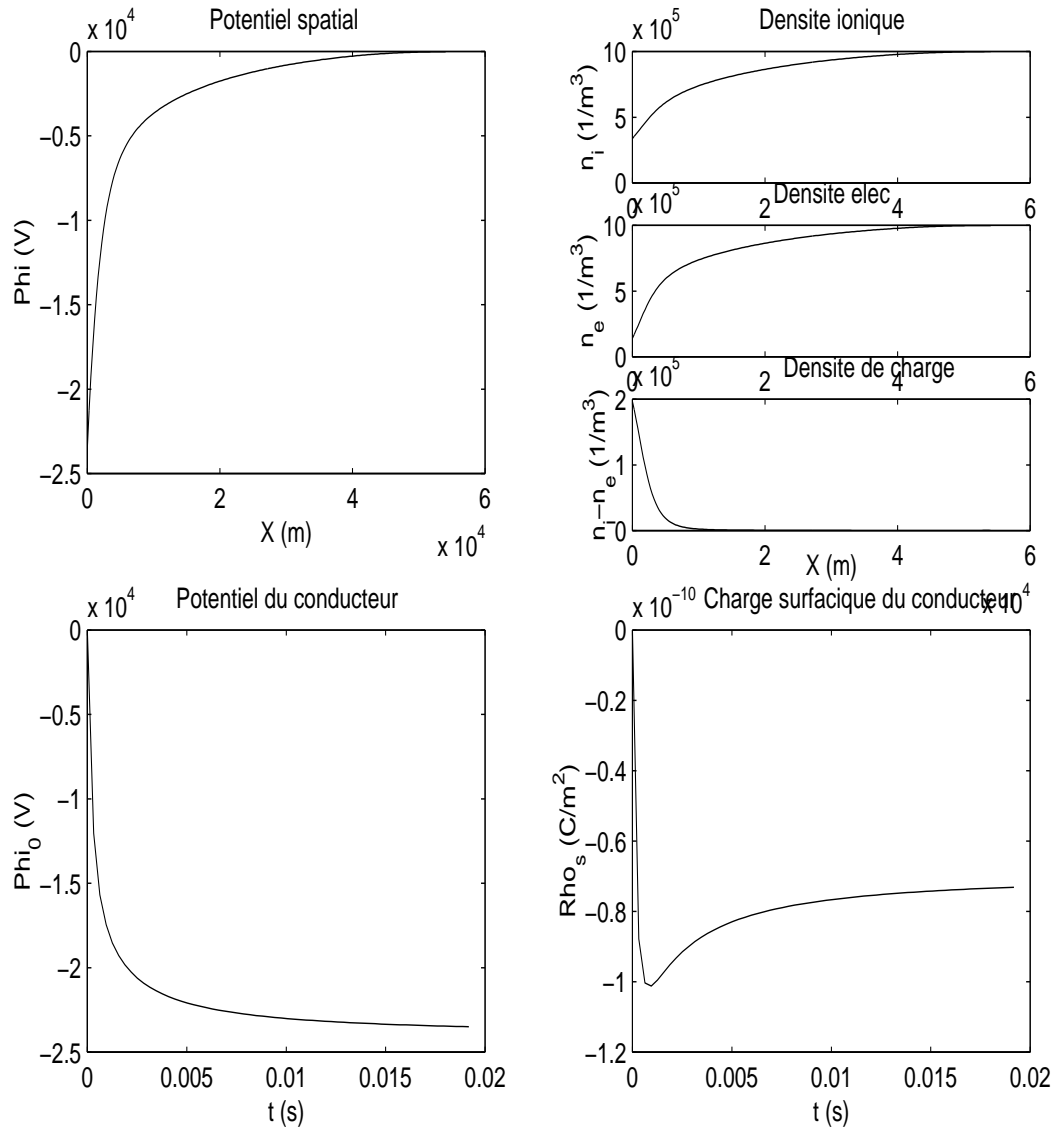 x 10^4
Potentiel spatial
0
−0.5
−1
−1.5
−2
−2.5
Phi (V)
0 2 4 6
X (m)
x 10^4
x 10^5
Densite ionique
10
5
0
n_i (1/m^3)
0 2 4 6
x 10^5
Densite elec
10
5
0
n_e (1/m^3)
0 2 4 6
x 10^5
Densite de charge
2
1
−0
n_i−n_e (1/m^3)
0 2 4 6
X (m)
x 10^4
x 10^4
Potentiel du conducteur
0
−0.5
−1
−1.5
−2
−2.5
Phi_0 (V)
0 0.005 0.01 0.015 0.02
t (s)
x 10^−10
Charge surfacique du conducteur
0
−0.2
−0.4
−0.6
−0.8
−1
−1.2
Rho_s (C/m^2)
0 0.005 0.01 0.015 0.02
t (s)